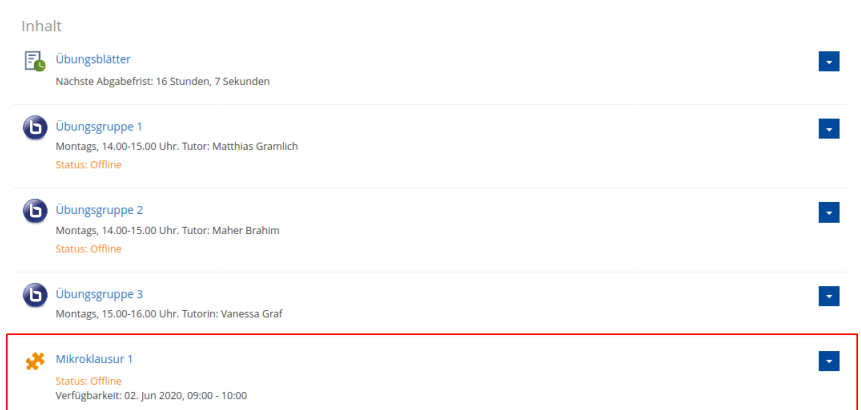 Inhalt
Übungsblätter
Nächste Abgabefrist: 16 Stunden, 7 Sekunden
Übungsgruppe 1
Montags, 14.00-15.00 Uhr. Tutor: Matthias Gramlich
Status: Offline
Übungsgruppe 2
Montags, 14.00-15.00 Uhr. Tutor: Maher Brahim
Status: Offline
Übungsgruppe 3
Montags, 15.00-16.00 Uhr. Tutorin: Vanessa Graf
Mikroklausur 1
Status: Offline
Verfügbarkeit: 02. Jun 2020, 09:00 - 10:00